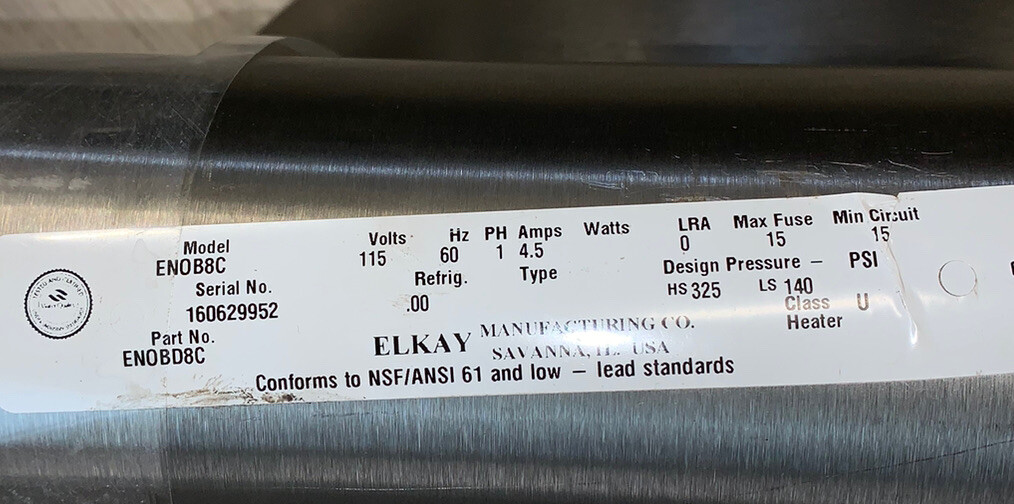 Model Volts Hz PH Amps Watts LRA Max Fuse Min Circuit
ENOB8C 115 60 1 4.5 0 15 15
Serial No. Refrig. Type Design Pressure – PSI
160629952 .00 HS 325 LS 140
Part No. Class U
ENOBD8C Heater
ELKAY MANUFACTURING CO.
SAVANNA, IL. USA
Conforms to NSF/ANSI 61 and low – lead standards